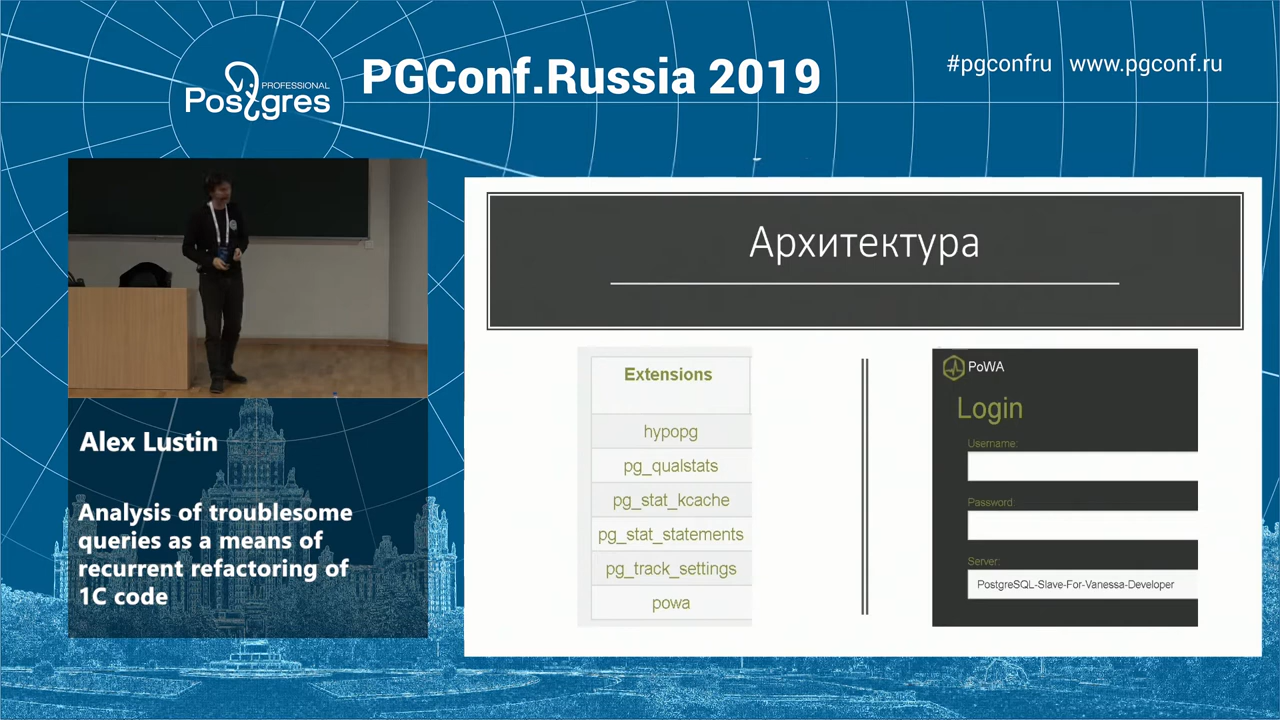 PROFESSIONAL
Postgres
PGConf.Russia 2019
#pgconfru www.pgconf.ru
Alex Lustin
Analysis of troublesome
queries as a means of
recurrent refactoring of
1C code
Архитектура
Extensions
hypopg
pg_qualstats
pg_stat_kcache
pg_stat_statements
pg_track_settings
powa
PoWA
Login
Username:
Password
Server:
PostgreSQL-Slave-For-Vanessa-Developer